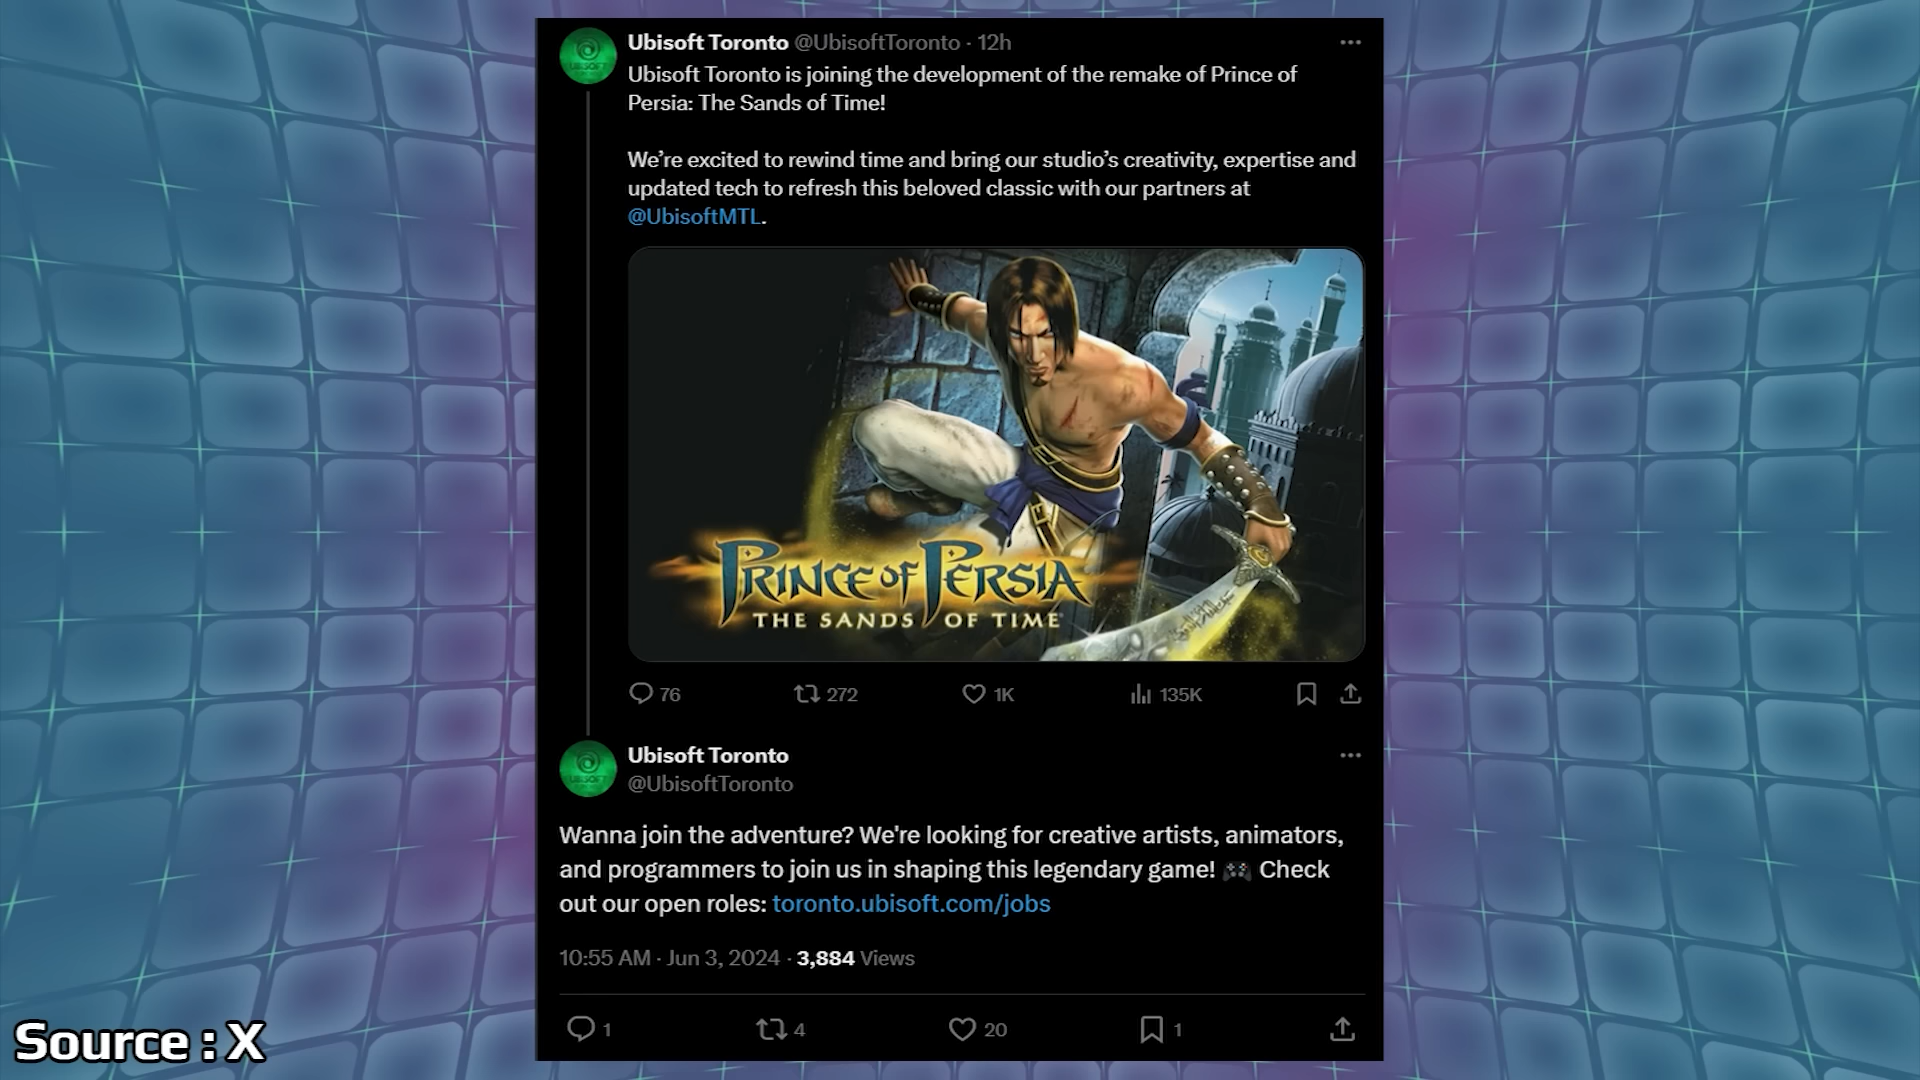 Ubisoft Toronto @UbisoftToronto · 12h
Ubisoft Toronto is joining the development of the remake of Prince of
Persia: The Sands of Time!
We’re excited to rewind time and bring our studio’s creativity, expertise and
updated tech to refresh this beloved classic with our partners at
@UbisoftMTL.
PRINCE OF PERSIA
THE SANDS OF TIME
76 272 1K 135K
Ubisoft Toronto
@UbisoftToronto
Wanna join the adventure? We're looking for creative artists, animators,
and programmers to join us in shaping this legendary game! 🎮 Check
out our open roles: toronto.ubisoft.com/jobs
10:55 AM · Jun 3, 2024 · 3,884 Views
1 4 20 1
Source : X